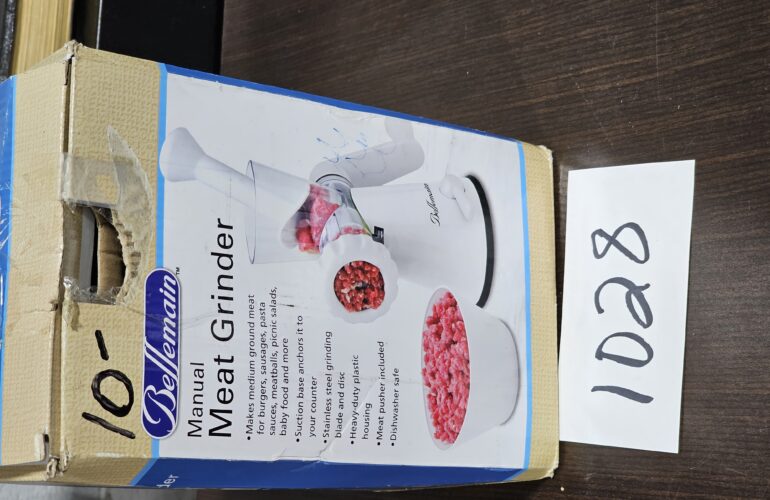 10-
Bellemain™
Manual
Meat Grinder
•Makes medium ground meat
for burgers, sausages, pasta
sauces, meatballs, picnic salads,
baby food and more
•Suction base anchors it to
your counter
•Stainless steel grinding
blade and disc
•Heavy-duty plastic
housing
•Meat pusher included
•Dishwasher safe
Bellemain
der
1028